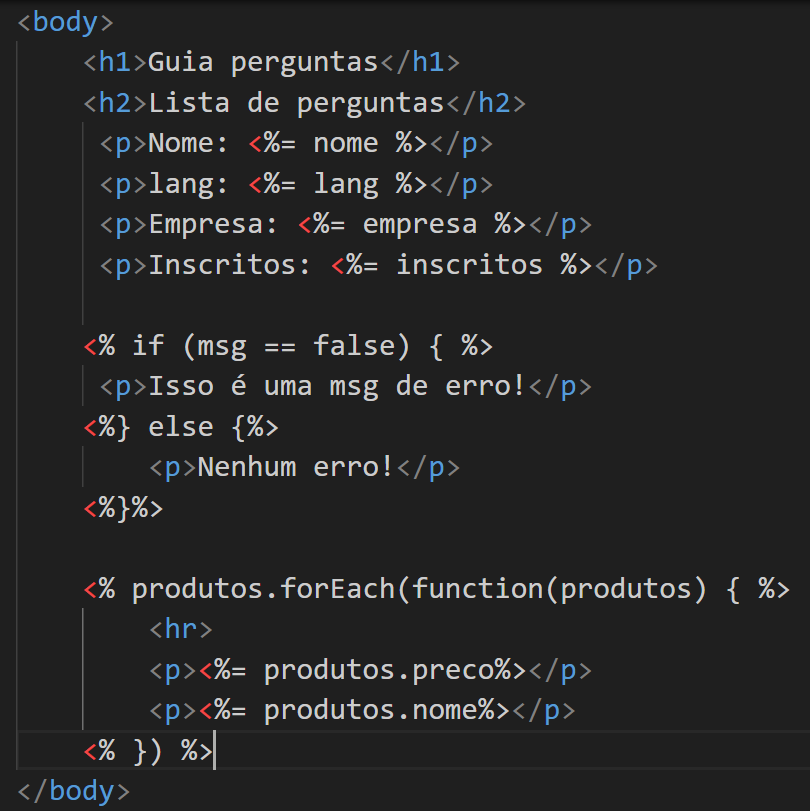 <body>
<h1>Guia perguntas</h1>
<h2>Lista de perguntas</h2>
<p>Nome: <%= nome %></p>
<p>lang: <%= lang %></p>
<p>Empresa: <%= empresa %></p>
<p>Inscritos: <%= inscritos %></p>
<% if (msg == false) { %>
<p>Isso é uma msg de erro!</p>
<%} else {%>
<p>Nenhum erro!</p>
<%}%>
<% produtos.forEach(function(produtos) { %>
<hr>
<p><%= produtos.preco%></p>
<p><%= produtos.nome%></p>
<% }) %>
</body>